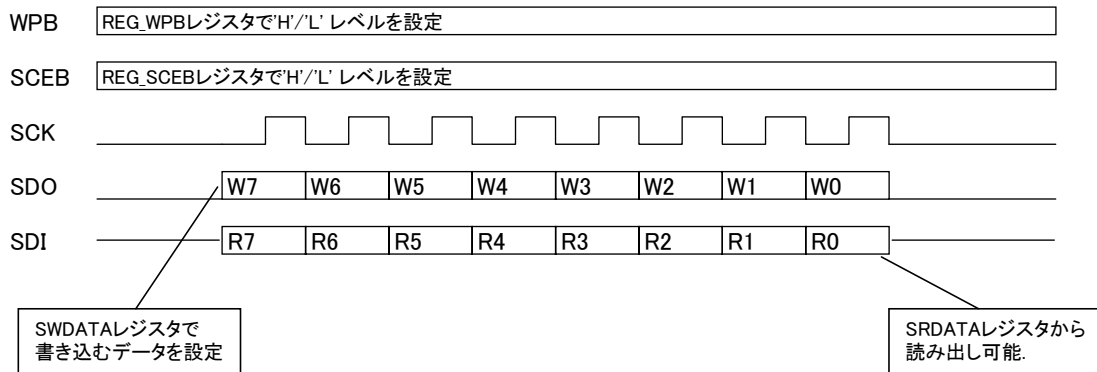 WPB REG_WPBレジスタで'H'/'L' レベルを設定
SCEB REG_SCEBレジスタで'H'/'L' レベルを設定
SCK
SDO W7 W6 W5 W4 W3 W2 W1 W0
SDI R7 R6 R5 R4 R3 R2 R1 R0
SWDATAレジスタで
書き込むデータを設定
SRDATAレジスタから
読み出し可能.